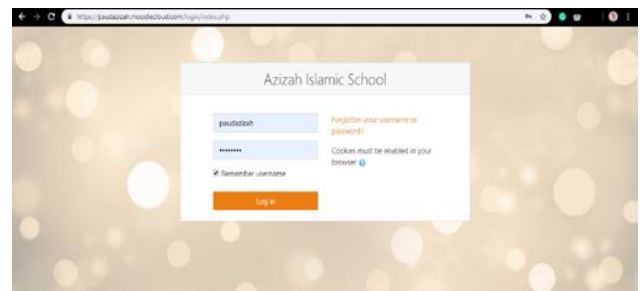 https://paudazizah.moodlecloud.com/login/index.php
Azizah Islamic School
paudazizah
Forgotten your username or
password?
Cookies must be enabled in your
browser
Remember username
Log in